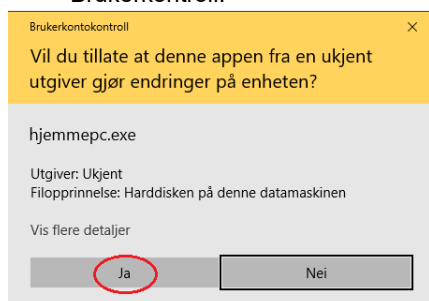 Brukerkontroll.
Brukerkontokontroll
Vil du tillate at denne appen fra en ukjent
utgiver gjør endringer på enheten?
hjemmepc.exe
Utgiver: Ukjent
Filopprinnelse: Harddisken på denne datamaskinen
Vis flere detaljer
Ja
Nei